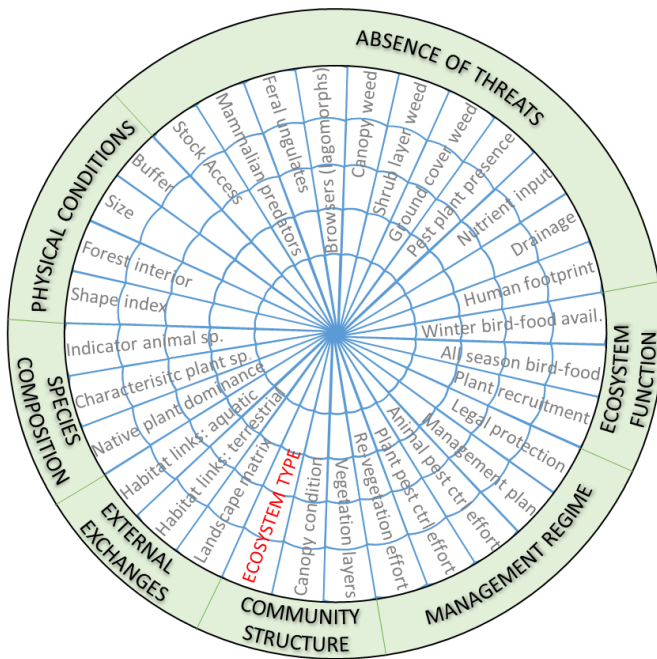 ABSENCE OF THREATS
Stock Access
Mammalian predators
Feral ungulates
Browsers (lagomorphs)
Canopy weed
Shrub layer weed
Ground cover weed
Pest plant presence
Nutrient input
Drainage
Human footprint
ECOSYSTEM
FUNCTION
Winter bird-food avail.
All season bird-food
Plant recruitment
MANAGEMENT REGIME
Legal protection
Management plan
Animal pest ctrl effort
Plant pest ctrl effort
Re-vegetation effort
COMMUNITY
STRUCTURE
Vegetation layers
Canopy condition
ECOSYSTEM TYPE
EXTERNAL
EXCHANGES
Landscape matrix
Habitat links: terrestrial
Habitat links: aquatic
SPECIES
COMPOSITION
Native plant dominance
Characterisitc plant sp.
Indicator animal sp.
PHYSICAL CONDITIONS
Shape index
Forest interior
Size
Buffer